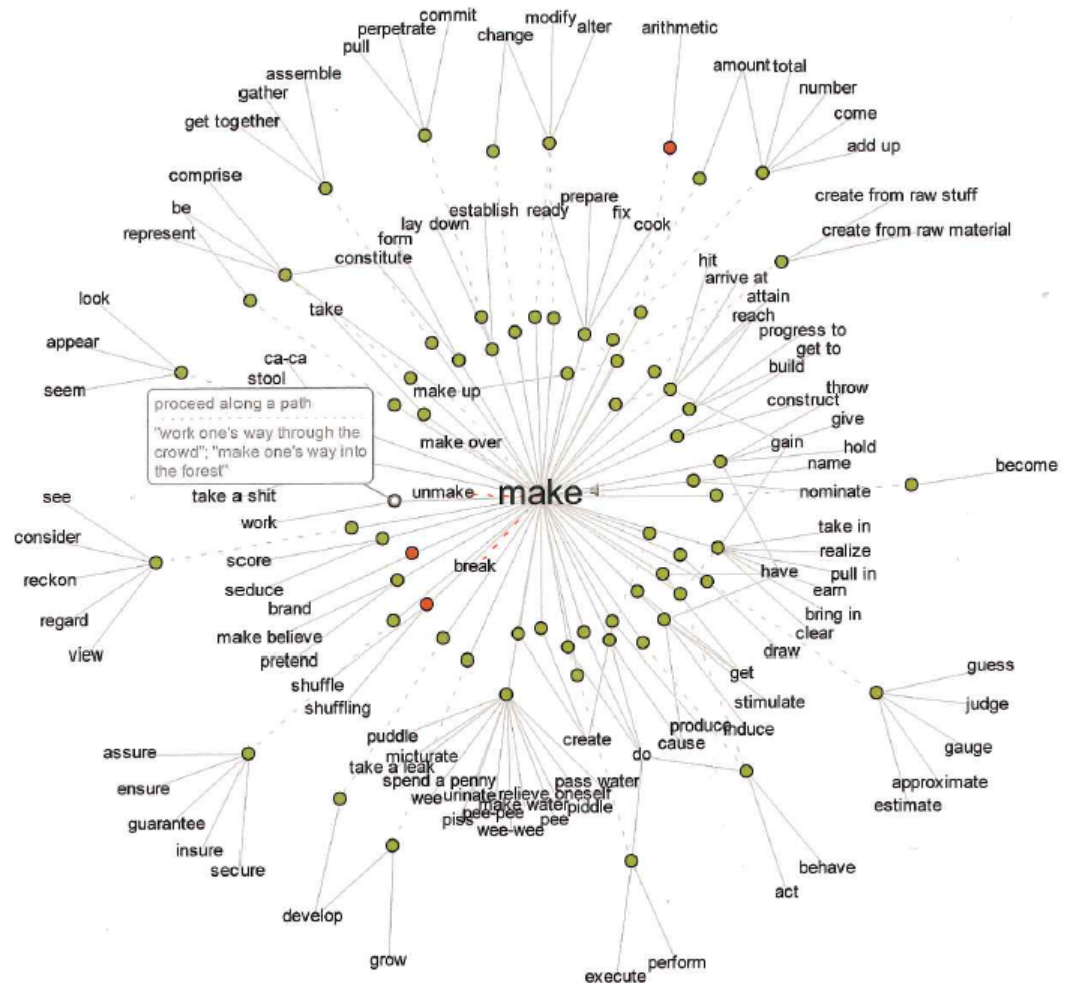 commit
modify
perpetrate
change
alter
arithmetic
pull
assemble
amount
total
gather
number
get together
come
add up
comprise
prepare
create from raw stuff
be
establish
ready
fix
represent
lay down
cook
create from raw material
form
constitute
hit
arrive at
look
take
attain
reach
appear
progress to
ca-ca
get to
stool
build
seem
make up
throw
proceed along a path
construct
give
"work one's way through the
crowd"; "make one's way into
the forest"
make over
gain
hold
name
become
see
take a shit
unmake
make
nominate
work
take in
consider
score
break
have
realize
reckon
seduce
pull in
brand
earn
regard
make believe
bring in
view
pretend
clear
draw
guess
shuffle
get
judge
shuffling
stimulate
puddle
produce
induce
assure
micturate
create
cause
gauge
take a leak
do
ensure
spend a penny
pass water
approximate
wee
urinate
relieve oneself
estimate
guarantee
piss
pee-pee
make water
piddle
insure
wee-wee
pee
secure
behave
act
develop
grow
perform
execute